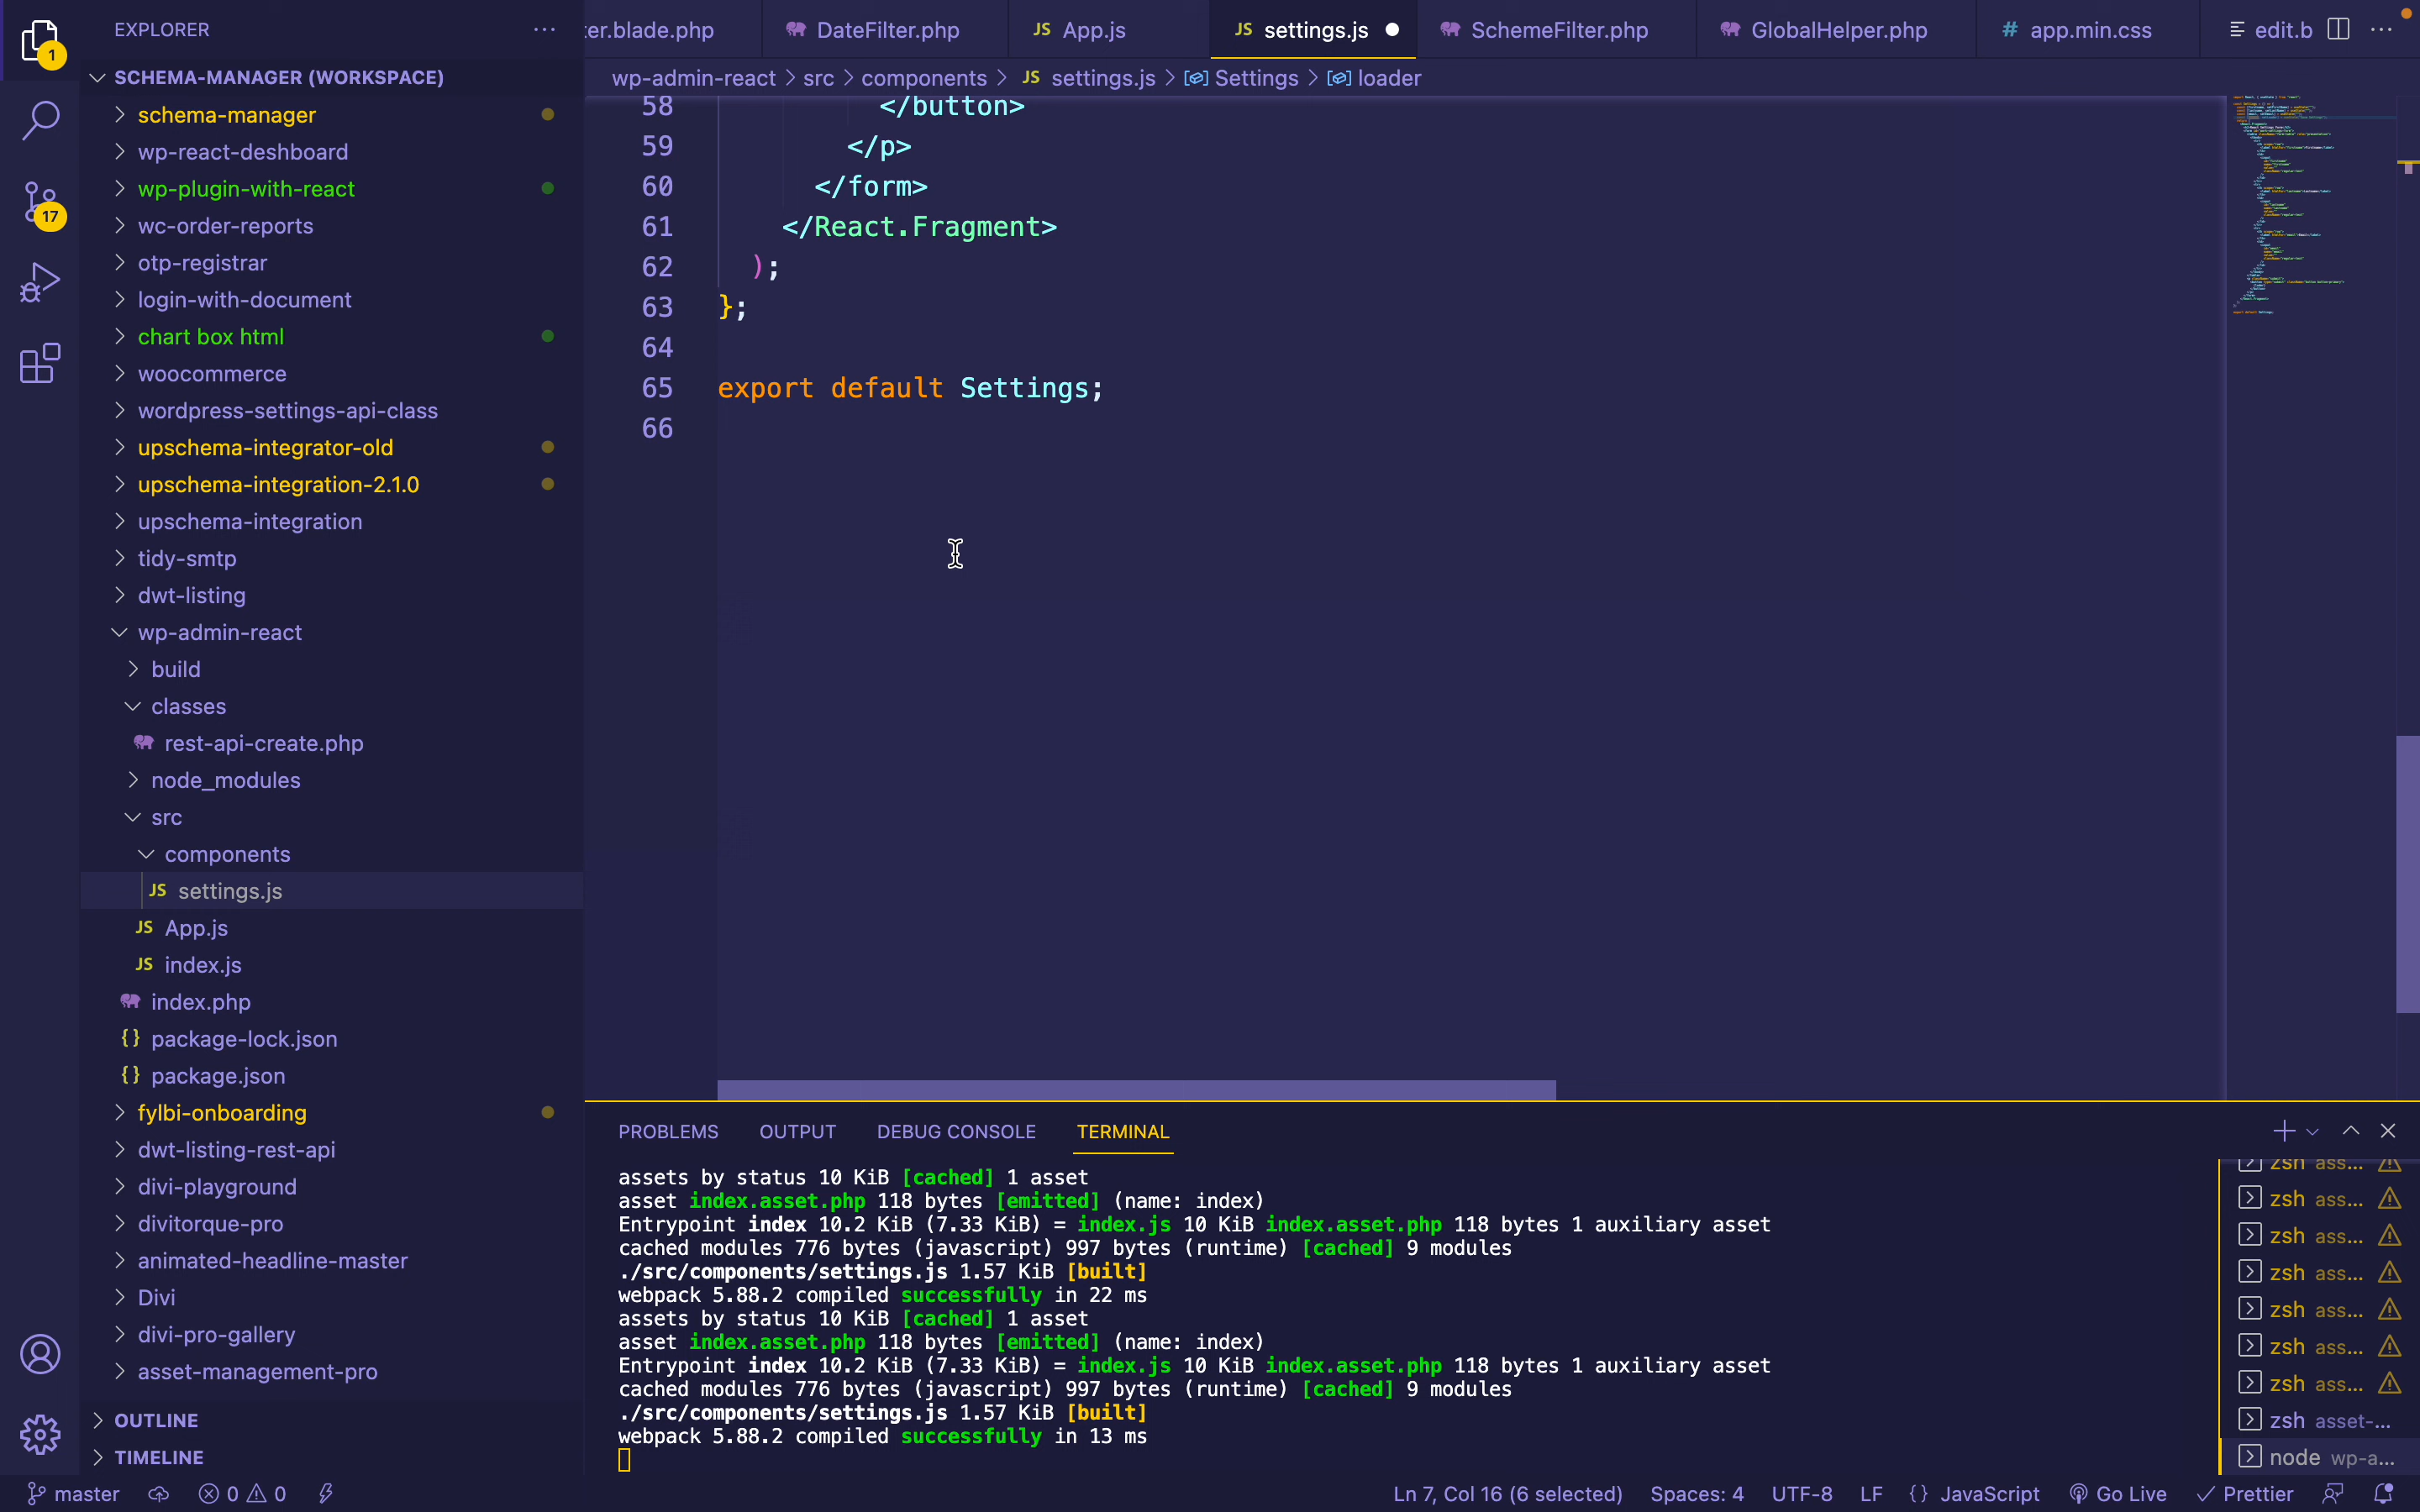 EXPLORER
1
SCHEMA-MANAGER (WORKSPACE)
schema-manager
wp-react-deshboard
wp-plugin-with-react
17
wc-order-reports
otp-registrar
login-with-document
chart box html
woocommerce
wordpress-settings-api-class
upschema-integrator-old
upschema-integration-2.1.0
upschema-integration
tidy-smtp
dwt-listing
wp-admin-react
build
classes
rest-api-create.php
node_modules
src
components
JS settings.js
JS App.js
JS index.js
index.php
{} package-lock.json
{} package.json
fylbi-onboarding
dwt-listing-rest-api
divi-playground
divitorque-pro
animated-headline-master
Divi
divi-pro-gallery
asset-management-pro
OUTLINE
TIMELINE
er.blade.php
DateFilter.php
JS App.js
JS settings.js
SchemeFilter.php
GlobalHelper.php
# app.min.css
edit.b
wp-admin-react > src > components > JS settings.js > Settings > loader
58 </button>
59 </p>
60 </form>
61 </React.Fragment>
62 );
63 };
64
65 export default Settings;
66
PROBLEMS OUTPUT DEBUG CONSOLE TERMINAL
assets by status 10 KiB [cached] 1 asset
asset index.asset.php 118 bytes [emitted] (name: index)
Entrypoint index 10.2 KiB (7.33 KiB) = index.js 10 KiB index.asset.php 118 bytes 1 auxiliary asset
cached modules 776 bytes (javascript) 997 bytes (runtime) [cached] 9 modules
./src/components/settings.js 1.57 KiB [built]
webpack 5.88.2 compiled successfully in 22 ms
assets by status 10 KiB [cached] 1 asset
asset index.asset.php 118 bytes [emitted] (name: index)
Entrypoint index 10.2 KiB (7.33 KiB) = index.js 10 KiB index.asset.php 118 bytes 1 auxiliary asset
cached modules 776 bytes (javascript) 997 bytes (runtime) [cached] 9 modules
./src/components/settings.js 1.57 KiB [built]
webpack 5.88.2 compiled successfully in 13 ms
zsh ass...
zsh ass...
zsh ass...
zsh ass...
zsh ass...
zsh ass...
zsh ass...
zsh asset-...
node wp-a...
master 0 0
Ln 7, Col 16 (6 selected) Spaces: 4 UTF-8 LF {} JavaScript Go Live Prettier